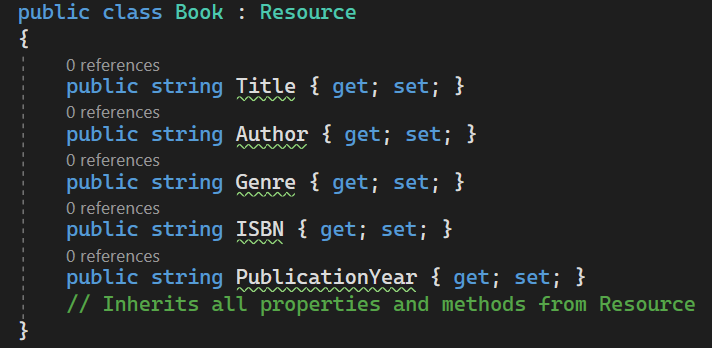 public class Book : Resource
{
0 references
public string Title { get; set; }
0 references
public string Author { get; set; }
0 references
public string Genre { get; set; }
0 references
public string ISBN { get; set; }
0 references
public string PublicationYear { get; set; }
// Inherits all properties and methods from Resource
}